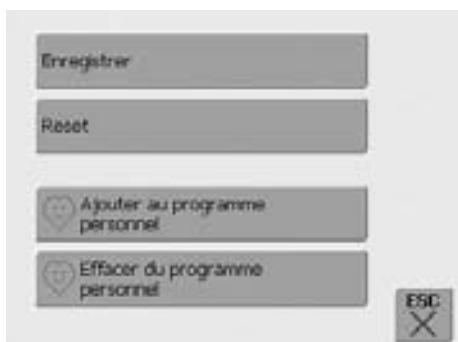 Enregistrer
Reset
Ajouter au programme
personnel
Effacer du programme
personnel
ESC